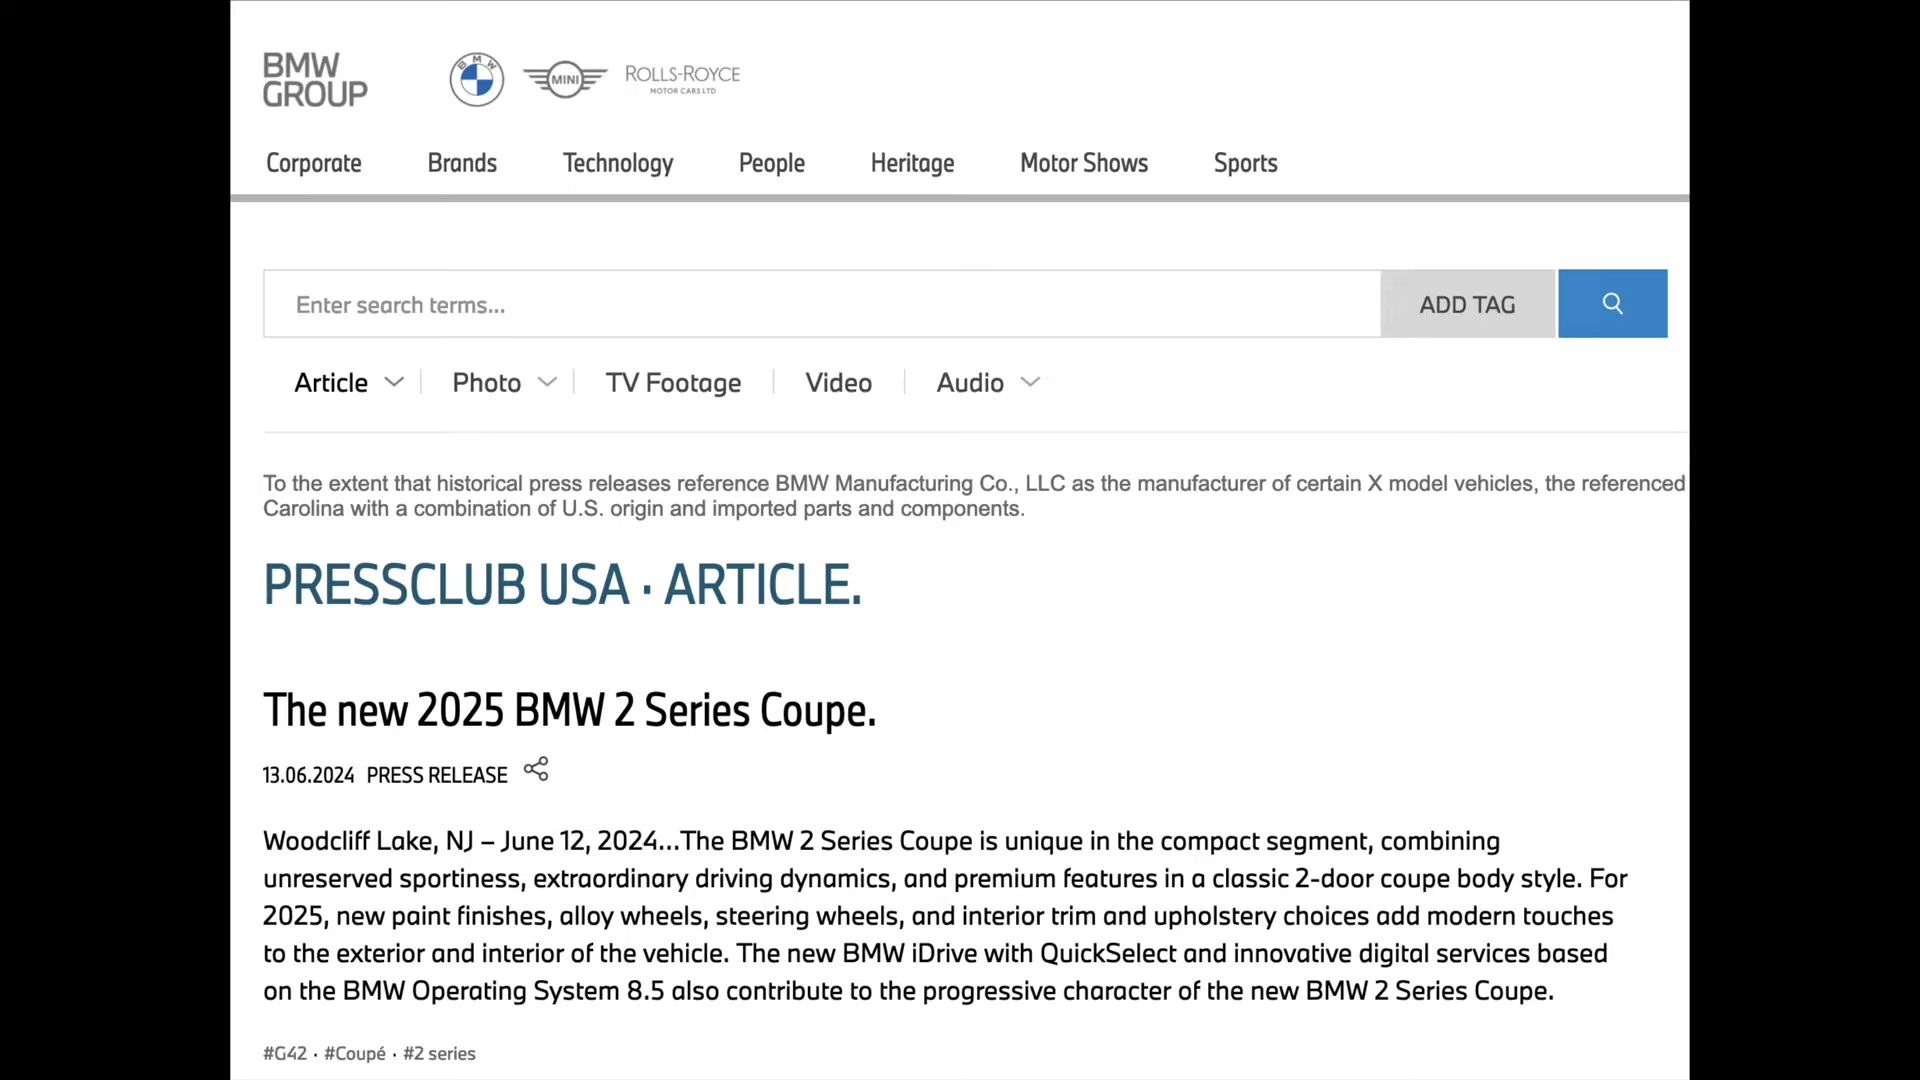 BMW
GROUP
BMW
MINI
ROLLS-ROYCE
MOTOR CARS LTD
Corporate Brands Technology People Heritage Motor Shows Sports
Enter search terms... ADD TAG
Article Photo TV Footage Video Audio
To the extent that historical press releases reference BMW Manufacturing Co., LLC as the manufacturer of certain X model vehicles, the referenced
Carolina with a combination of U.S. origin and imported parts and components.
PRESSCLUB USA · ARTICLE.
The new 2025 BMW 2 Series Coupe.
13.06.2024 PRESS RELEASE
Woodcliff Lake, NJ – June 12, 2024...The BMW 2 Series Coupe is unique in the compact segment, combining
unreserved sportiness, extraordinary driving dynamics, and premium features in a classic 2-door coupe body style. For
2025, new paint finishes, alloy wheels, steering wheels, and interior trim and upholstery choices add modern touches
to the exterior and interior of the vehicle. The new BMW iDrive with QuickSelect and innovative digital services based
on the BMW Operating System 8.5 also contribute to the progressive character of the new BMW 2 Series Coupe.
#G42 · #Coupé · #2 series